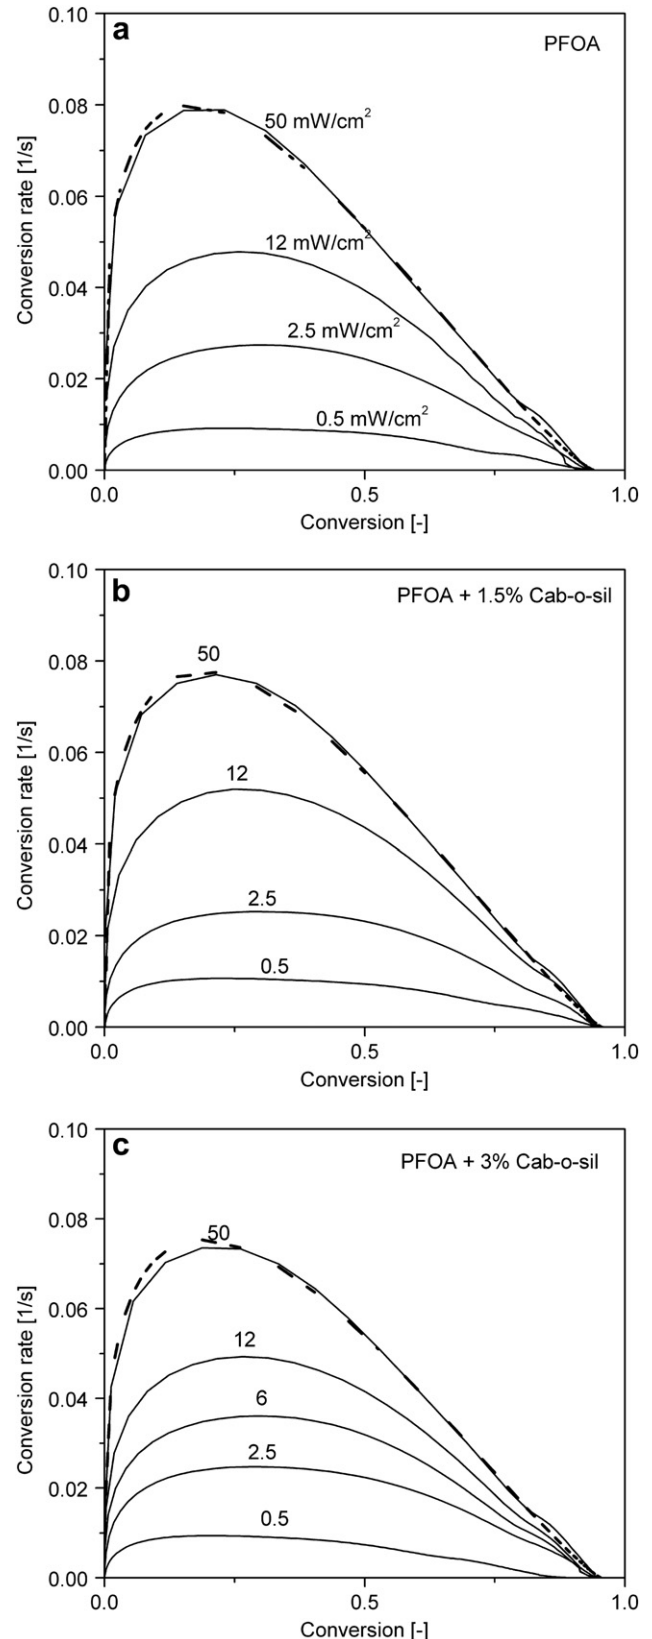 a
PFOA
0.10
0.08
0.06
0.04
0.02
0.00
Conversion rate [1/s]
50 mW/cm²
12 mW/cm²
2.5 mW/cm²
0.5 mW/cm²
0.0
0.5
1.0
Conversion [-]
b
PFOA + 1.5% Cab-o-sil
0.10
0.08
0.06
0.04
0.02
0.00
Conversion rate [1/s]
50
12
2.5
0.5
0.0
0.5
1.0
Conversion [-]
c
PFOA + 3% Cab-o-sil
0.10
0.08
0.06
0.04
0.02
0.00
Conversion rate [1/s]
50
12
6
2.5
0.5
0.0
0.5
1.0
Conversion [-]